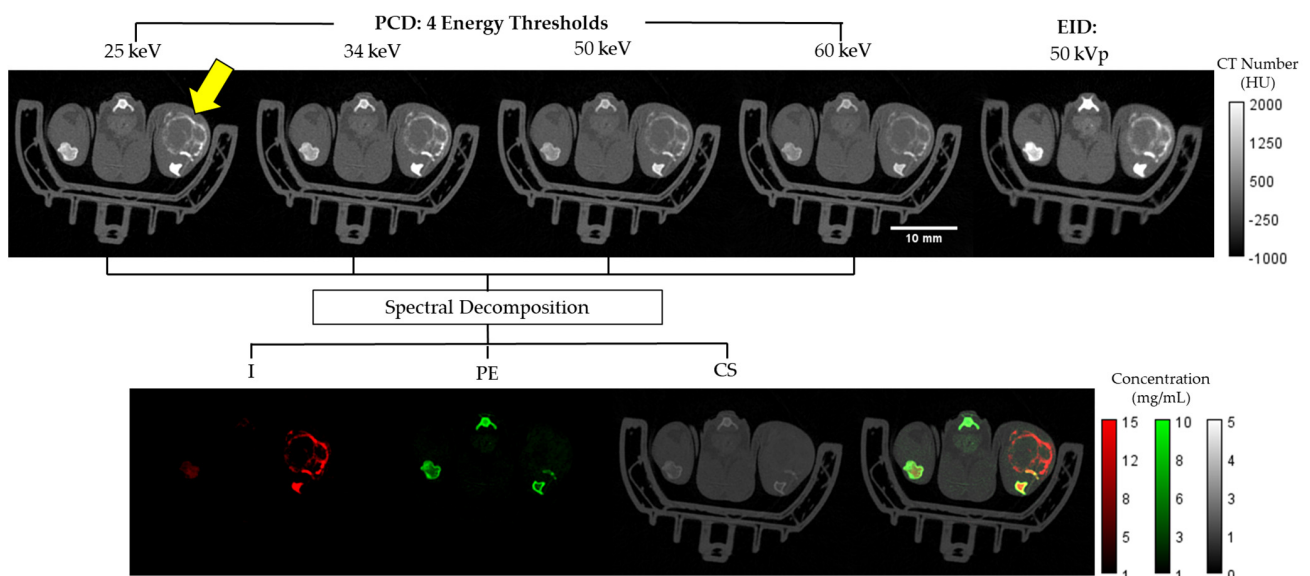 PCD: 4 Energy Thresholds
EID:
25 keV
34 keV
50 keV
60 keV
50 kVp
CT Number
(HU)
2000
1250
500
-250
-1000
10 mm
Spectral Decomposition
I
PE
CS
Concentration
(mg/mL)
15
10
5
12
8
4
8
6
3
5
3
1
1
1
0